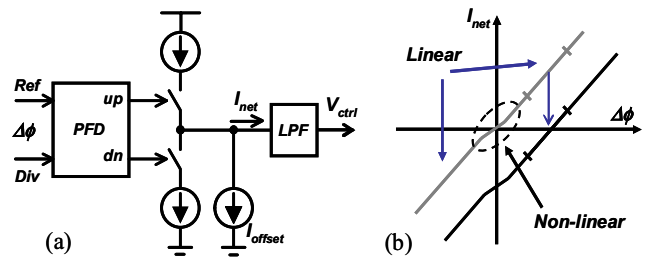 Ref
Δϕ
Div
PFD
up
dn
I_net
LPF
V_ctrl
I_offset
(a)
I_net
Linear
Δϕ
Non-linear
(b)